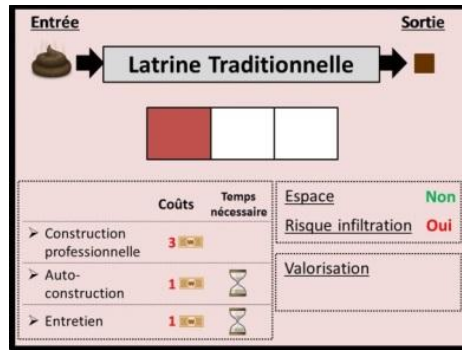 Entrée
Sortie
Latrine Traditionnelle
Coûts
Temps nécessaire
➤ Construction professionnelle
3
➤ Auto-construction
1
➤ Entretien
1
Espace Non
Risque infiltration Oui
Valorisation